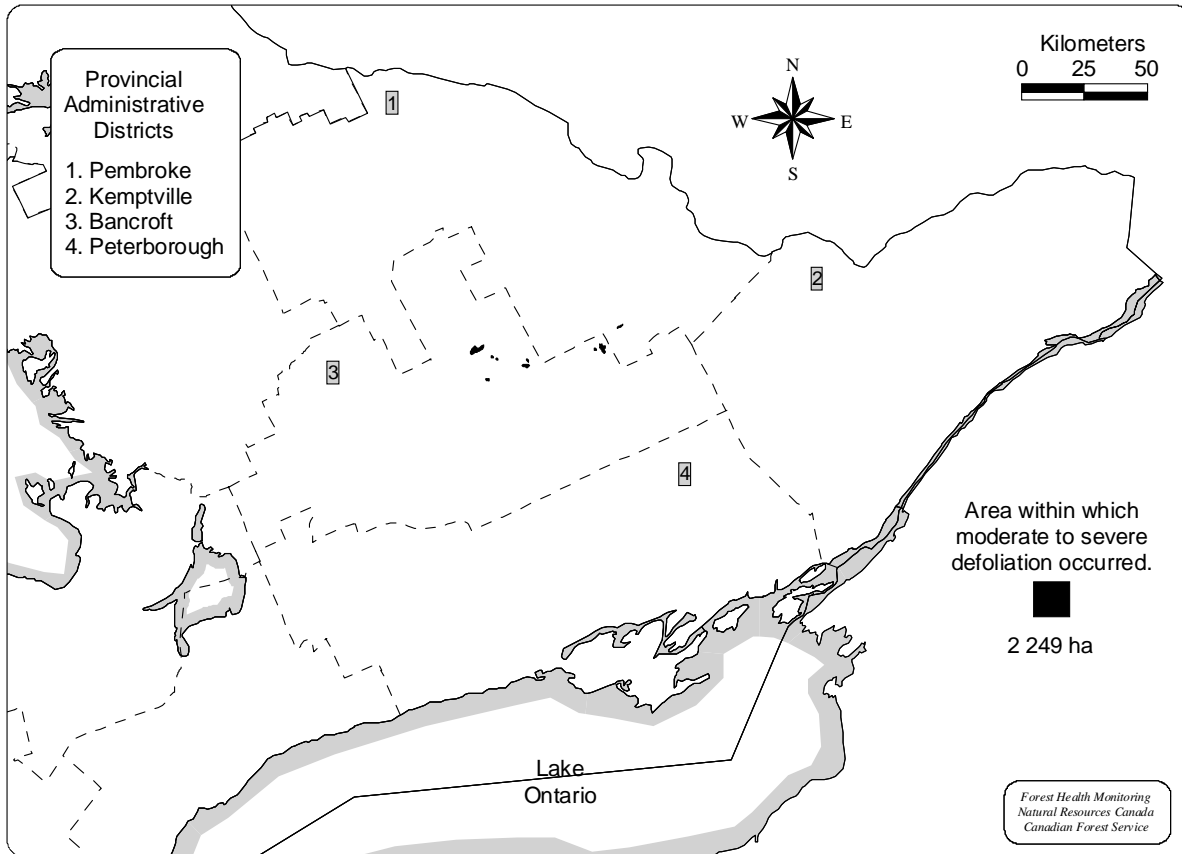 Provincial
Administrative
Districts
1. Pembroke
2. Kemptville
3. Bancroft
4. Peterborough
1
N
W
E
S
Kilometers
0 25 50
2
3
4
Area within which
moderate to severe
defoliation occurred.
2 249 ha
Lake
Ontario
Forest Health Monitoring
Natural Resources Canada
Canadian Forest Service